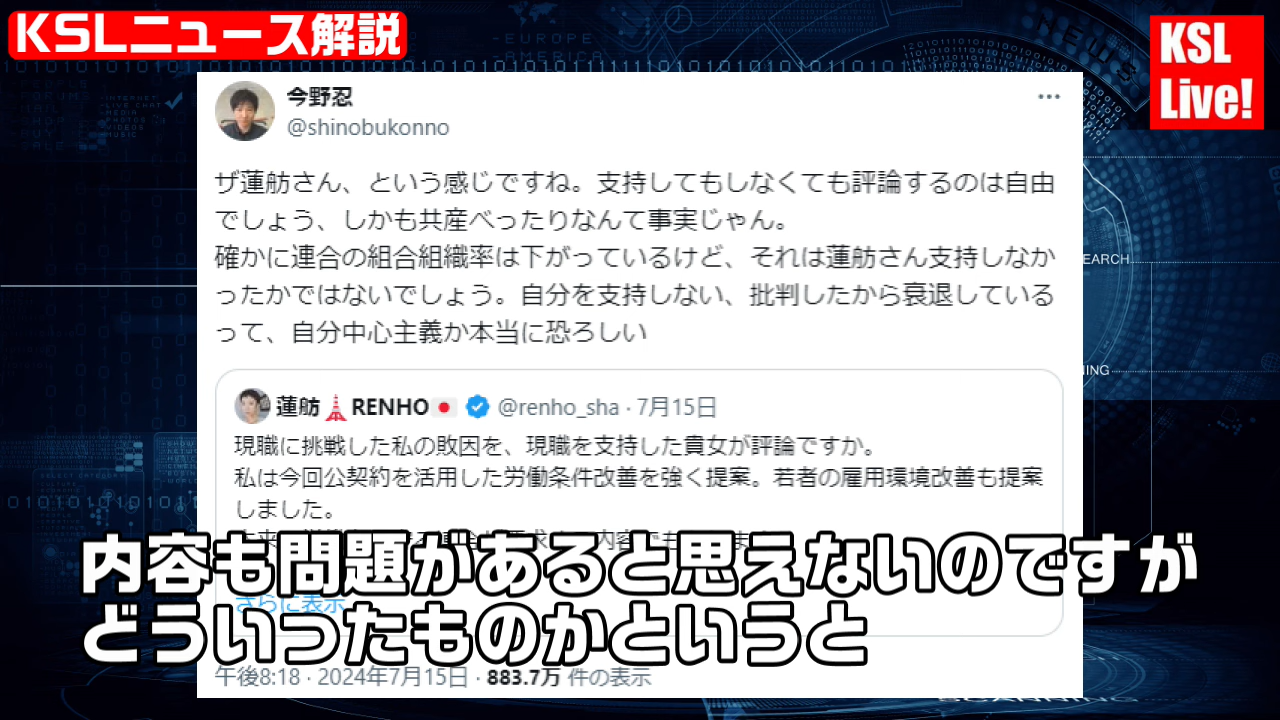 KSLニュース解説
KSL
Live!
今野忍
@shinobukonno
ザ蓮舫さん、という感じですね。支持してもしなくても評論するのは自由
でしょう、しかも共産べったりなんて事実じゃん。
確かに連合の組合組織率は下がっているけど、それは蓮舫さん支持しなか
ったかではないでしょう。自分を支持しない、批判したから衰退している
って、自分中心主義か本当に恐ろしい
蓮舫🗼RENHO🇯🇵 @renho_sha · 7月15日
現職に挑戦した私の敗因を、現職を支持した貴女が評論ですか。
私は今回公契約を活用した労働条件改善を強く提案。若者の雇用環境改善も提案
しました。
内容も問題があると思えないのですが
さらに表示
どういったものかというと
午後8:18 · 2024年7月15日 · 883.7万 件の表示
EUROPE
AMERICA
SCANNING